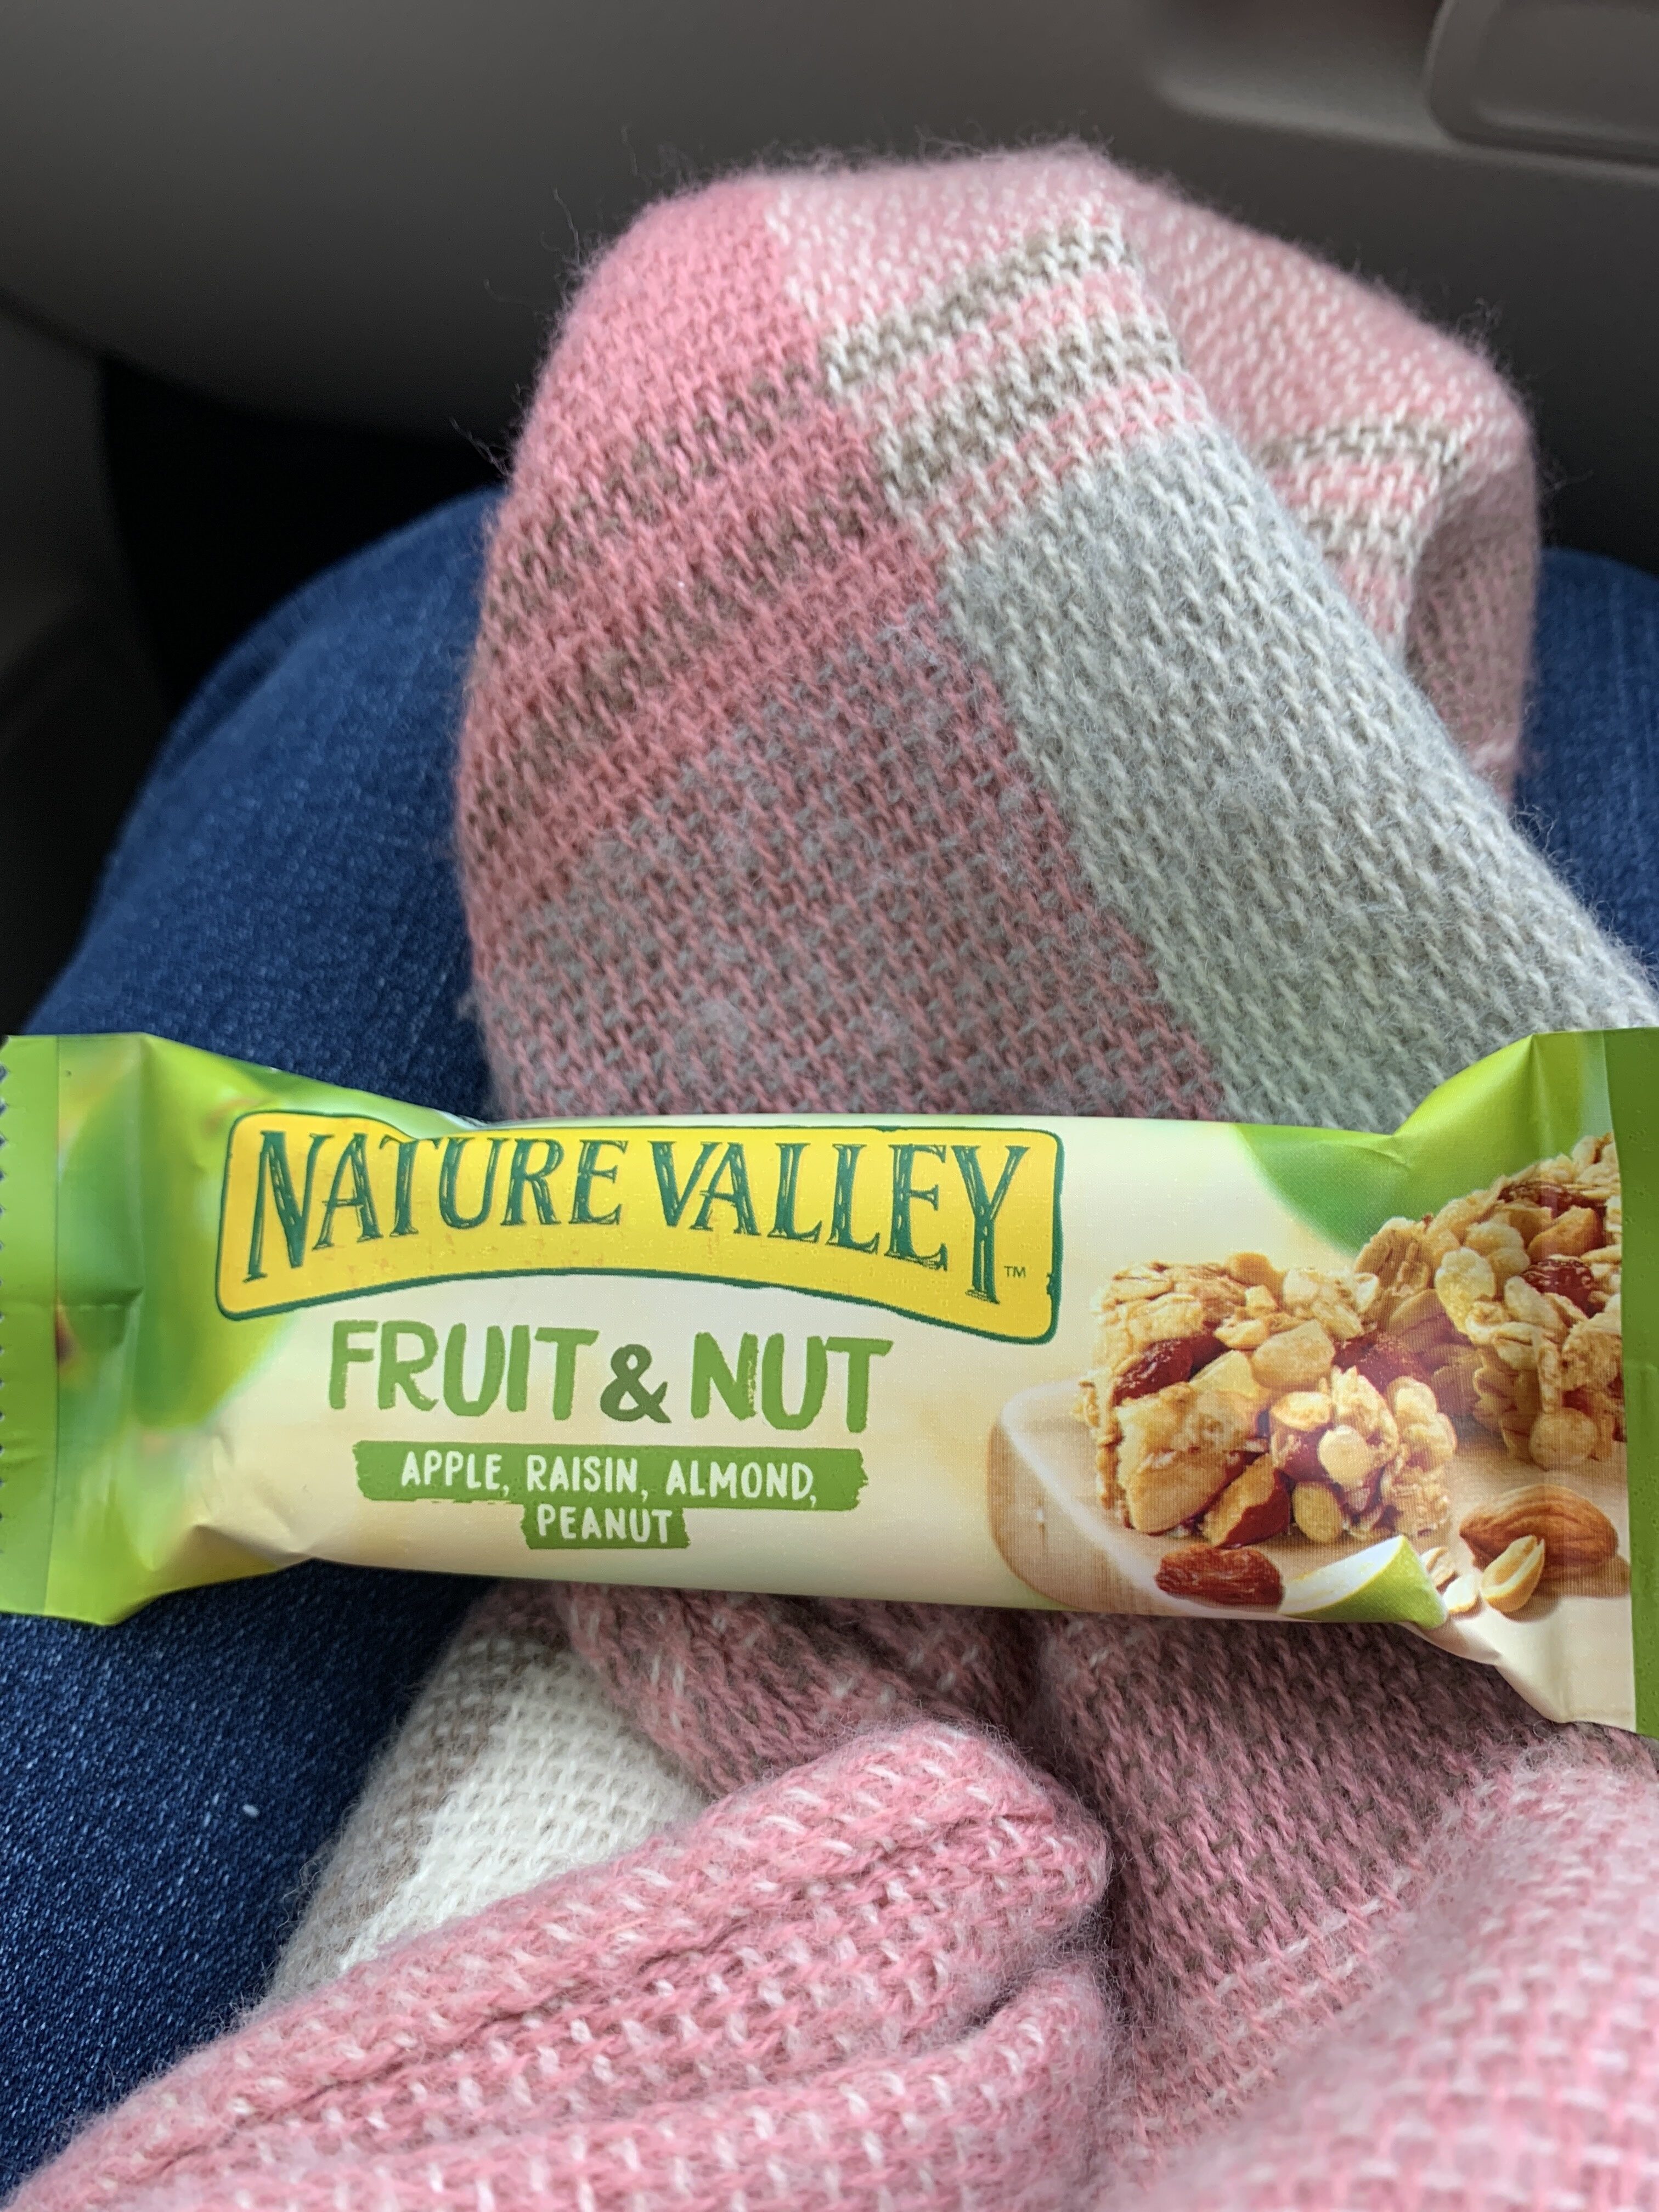 NATURE VALLEY™
FRUIT & NUT
APPLE, RAISIN, ALMOND,
PEANUT